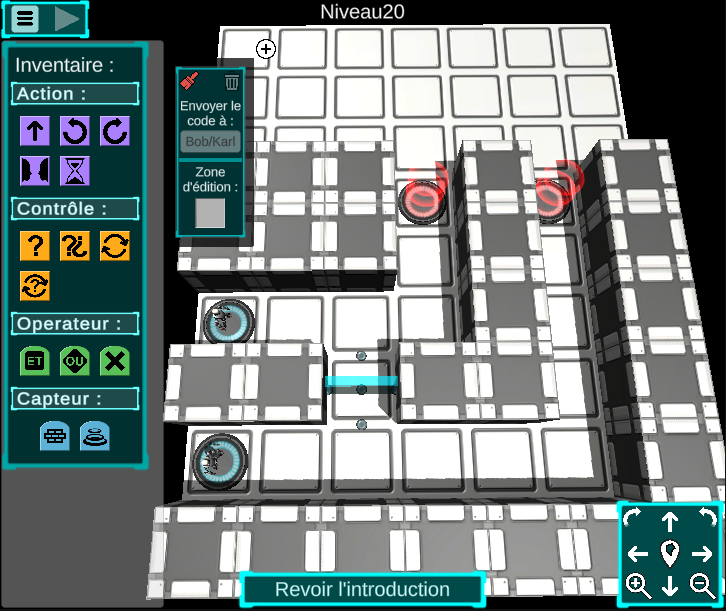 Niveau20
Inventaire :
Action :
Contrôle :
Operateur :
ET
OU
Capteur :
Envoyer le
code à :
Bob/Karl
Zone
d'édition :
Revoir l'introduction